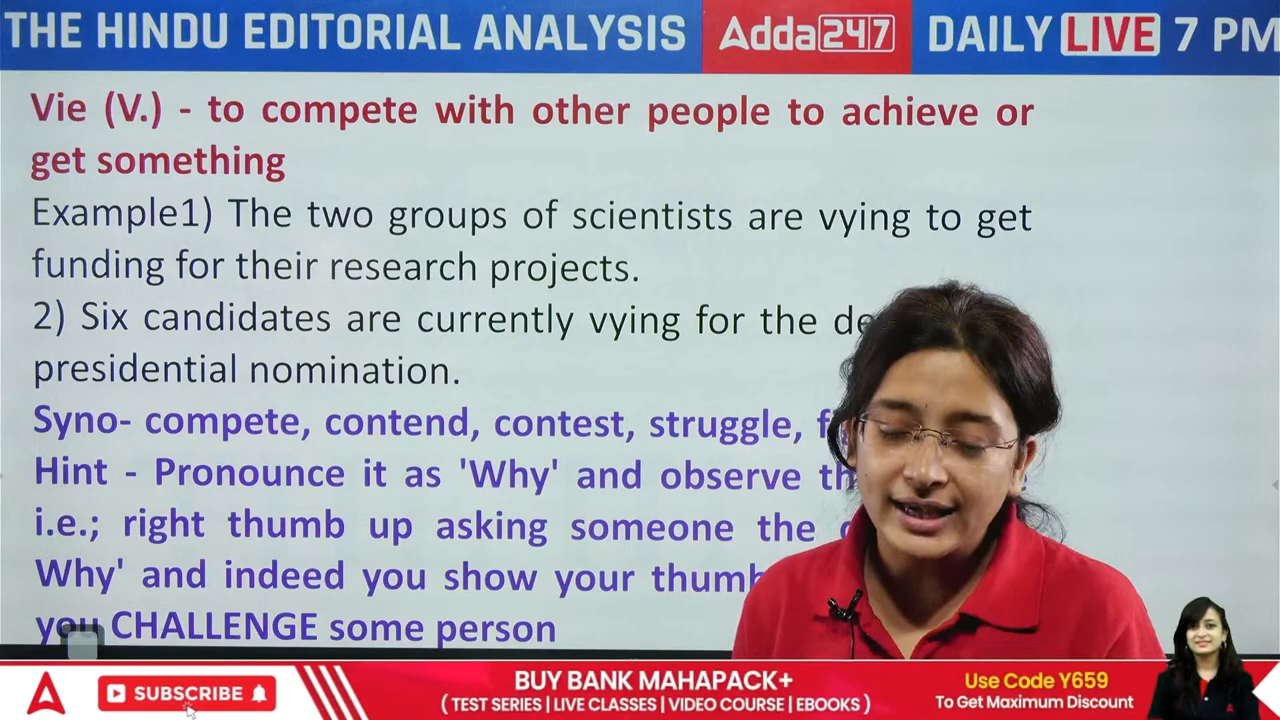 THE HINDU EDITORIAL ANALYSIS Adda247 DAILY LIVE 7 PM
Vie (V.) - to compete with other people to achieve or
get something
Example1) The two groups of scientists are vying to get
funding for their research projects.
2) Six candidates are currently vying for the
presidential nomination.
Syno- compete, contend, contest, struggle,
Hint - Pronounce it as 'Why' and observe
i.e.; right thumb up asking someone the
Why' and indeed you show your
you CHALLENGE some person
SUBSCRIBE
BUY BANK MAHAPACK+
( TEST SERIES | LIVE CLASSES | VIDEO COURSE | EBOOKS )
Use Code Y659
To Get Maximum Discount